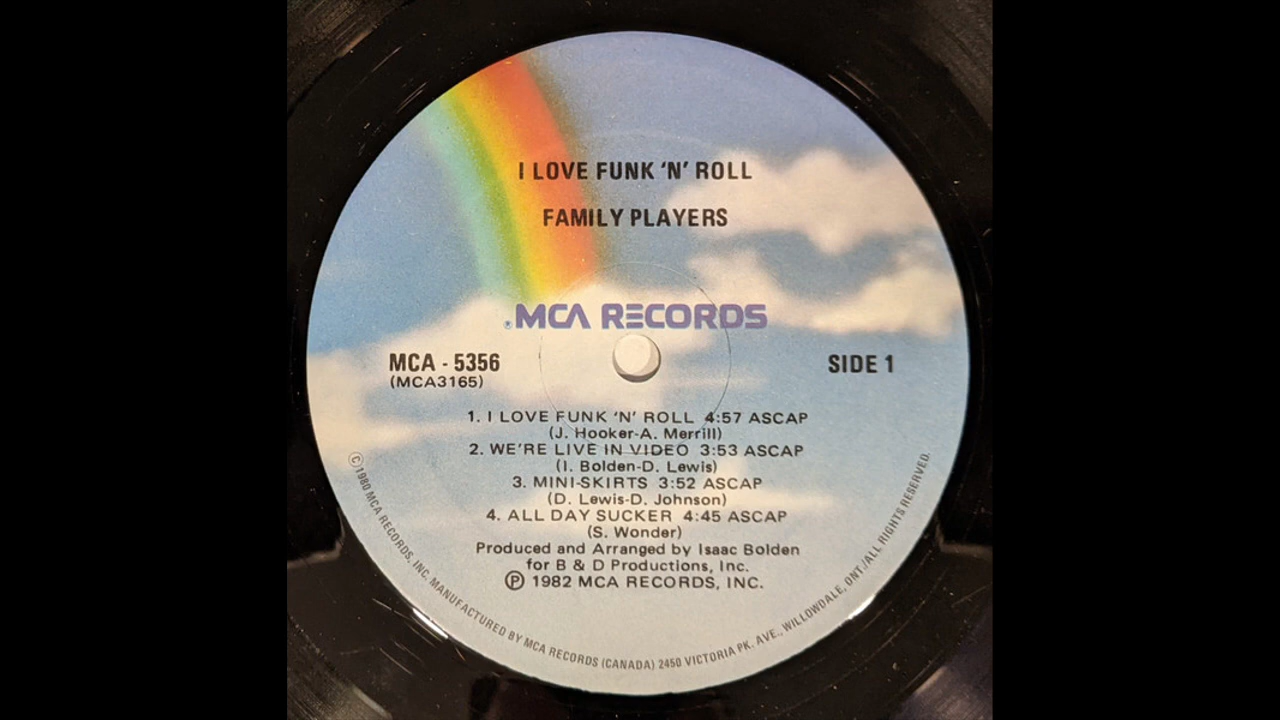 I LOVE FUNK 'N' ROLL
FAMILY PLAYERS
®MCA RECORDS
MCA - 5356
(MCA3165)
SIDE 1
1. I LOVE FUNK 'N' ROLL 4:57 ASCAP
(J. Hooker-A. Merrill)
2. WE'RE LIVE IN VIDEO 3:53 ASCAP
(I. Bolden-D. Lewis)
3. MINI-SKIRTS 3:52 ASCAP
(D. Lewis-D. Johnson)
4. ALL DAY SUCKER 4:45 ASCAP
(S. Wonder)
Produced and Arranged by Isaac Bolden
for B & D Productions, Inc.
℗ 1982 MCA RECORDS, INC.
© 1980 MCA RECORDS, INC. MANUFACTURED BY MCA RECORDS (CANADA) 2450 VICTORIA PK. AVE., WILLOWDALE, ONT./ALL RIGHTS RESERVED.